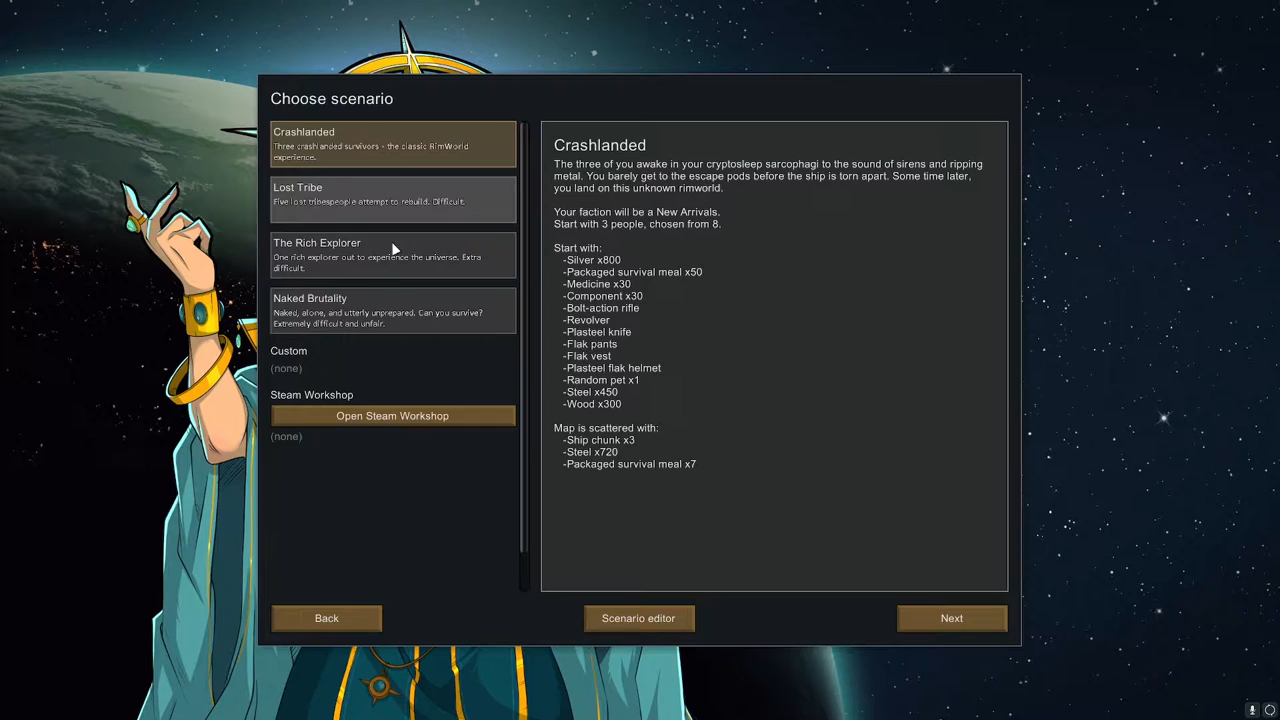 Choose scenario
Crashlanded
Three crashlanded survivors - the classic RimWorld
experience.
Lost Tribe
Five lost tribespeople attempt to rebuild. Difficult.
The Rich Explorer
One rich explorer out to experience the universe. Extra
difficult.
Naked Brutality
Naked, alone, and utterly unprepared. Can you survive?
Extremely difficult and unfair.
Custom
(none)
Steam Workshop
Open Steam Workshop
(none)
Crashlanded
The three of you awake in your cryptosleep sarcophagi to the sound of sirens and ripping
metal. You barely get to the escape pods before the ship is torn apart. Some time later,
you land on this unknown rimworld.
Your faction will be a New Arrivals.
Start with 3 people, chosen from 8.
Start with:
-Silver x800
-Packaged survival meal x50
-Medicine x30
-Component x30
-Bolt-action rifle
-Revolver
-Plasteel knife
-Flak pants
-Flak vest
-Plasteel flak helmet
-Random pet x1
-Steel x450
-Wood x300
Map is scattered with:
-Ship chunk x3
-Steel x720
-Packaged survival meal x7
Back
Scenario editor
Next